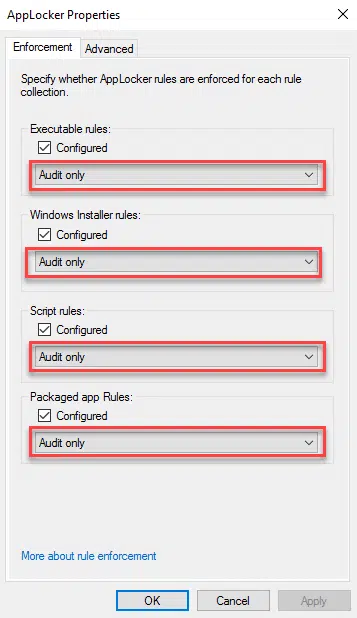 AppLocker Properties
Enforcement
Advanced
Specify whether AppLocker rules are enforced for each rule
collection.
Executable rules:
Configured
Audit only
Windows Installer rules:
Configured
Audit only
Script rules:
Configured
Audit only
Packaged app Rules:
Configured
Audit only
More about rule enforcement
OK
Cancel
Apply